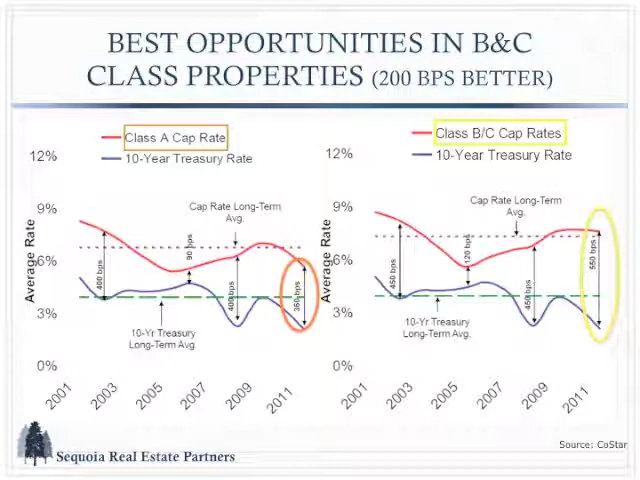 BEST OPPORTUNITIES IN B&C
CLASS PROPERTIES (200 BPS BETTER)
Class A Cap Rate
10-Year Treasury Rate
12%
9%
6%
3%
0%
Average Rate
Cap Rate Long-Term
Avg.
400 bps
90 bps
400 bps
360 bps
10-Yr Treasury
Long-Term Avg
2001
2003
2005
2007
2009
2011
Class B/C Cap Rates
10-Year Treasury Rate
12%
9%
6%
3%
0%
Average Rate
Cap Rate Long-Term
Avg.
450 bps
120 bps
450 bps
550 bps
10-Yr Treasury
Long-Term Avg.
2001
2003
2005
2007
2009
2011
Source: CoStar
Sequoia Real Estate Partners